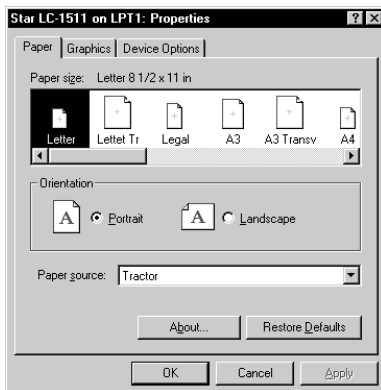 Star LC-1511 on LPT1: Properties
Paper Graphics Device Options
Paper size: Letter 8 1/2 x 11 in
Letter Lettet Tr Legal A3 A3 Transv A4
Orientation
A Portrait A Landscape
Paper source: Tractor
About... Restore Defaults
OK Cancel Apply